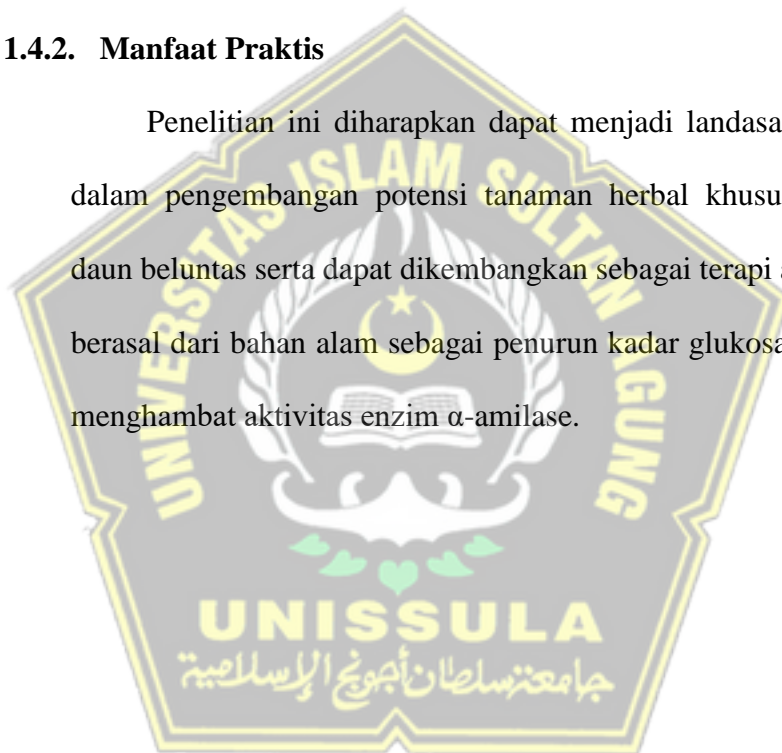 1.4.2. Manfaat Praktis
Penelitian ini diharapkan dapat menjadi landasa
dalam pengembangan potensi tanaman herbal khusu
daun beluntas serta dapat dikembangkan sebagai terapi a
berasal dari bahan alam sebagai penurun kadar glukosa
menghambat aktivitas enzim α-amilase.
UNIVERSITAS ISLAM SULTAN AGUNG
UNISSULA
جامعة سلطان أجونج الإسلامية